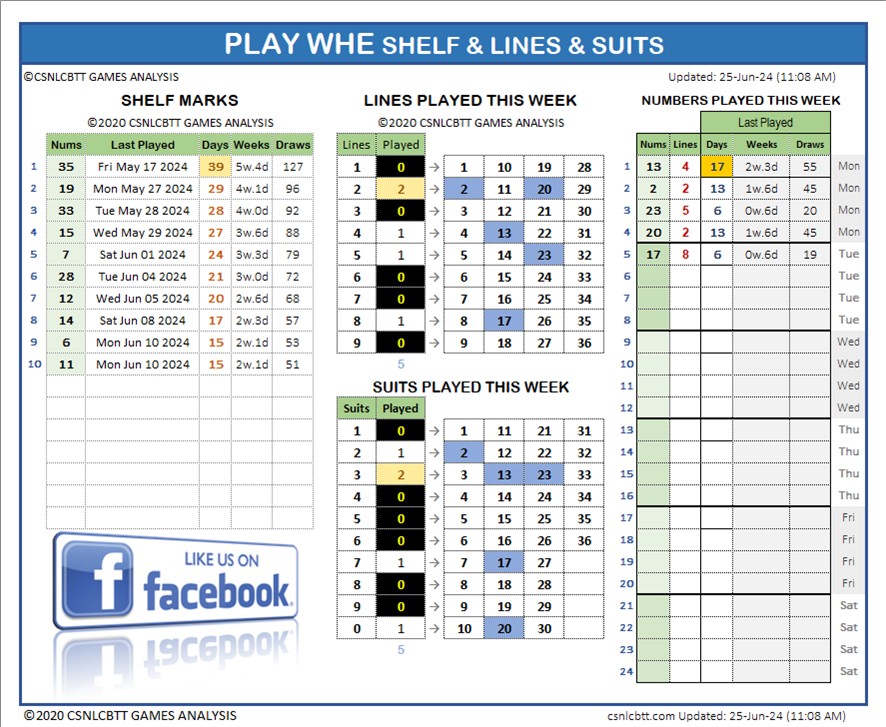 PLAY WHE SHELF & LINES & SUITS
©CSNLCBTT GAMES ANALYSIS
Updated: 25-Jun-24 (11:08 AM)
SHELF MARKS
©2020 CSNLCBTT GAMES ANALYSIS
Nums Last Played Days Weeks Draws
1 35 Fri May 17 2024 39 5w.4d 127
2 19 Mon May 27 2024 29 4w.1d 96
3 33 Tue May 28 2024 28 4w.0d 92
4 15 Wed May 29 2024 27 3w.6d 88
5 7 Sat Jun 01 2024 24 3w.3d 79
6 28 Tue Jun 04 2024 21 3w.0d 72
7 12 Wed Jun 05 2024 20 2w.6d 68
8 14 Sat Jun 08 2024 17 2w.3d 57
9 6 Mon Jun 10 2024 15 2w.1d 53
10 11 Mon Jun 10 2024 15 2w.1d 51
LIKE US ON
facebook.
LINES PLAYED THIS WEEK
©2020 CSNLCBTT GAMES ANALYSIS
Lines Played
1 0 → 1 10 19 28
2 2 → 2 11 20 29
3 0 → 3 12 21 30
4 1 → 4 13 22 31
5 1 → 5 14 23 32
6 0 → 6 15 24 33
7 0 → 7 16 25 34
8 1 → 8 17 26 35
9 0 → 9 18 27 36
5
SUITS PLAYED THIS WEEK
Suits Played
1 0 → 1 11 21 31
2 1 → 2 12 22 32
3 2 → 3 13 23 33
4 0 → 4 14 24 34
5 0 → 5 15 25 35
6 0 → 6 16 26 36
7 1 → 7 17 27
8 0 → 8 18 28
9 0 → 9 19 29
0 1 → 10 20 30
5
NUMBERS PLAYED THIS WEEK
Last Played
Nums Lines Days Weeks Draws
1 13 4 17 2w.3d 55 Mon
2 2 2 13 1w.6d 45 Mon
3 23 5 6 0w.6d 20 Mon
4 20 2 13 1w.6d 45 Mon
5 17 8 6 0w.6d 19 Tue
6 Tue
7 Tue
8 Tue
9 Wed
10 Wed
11 Wed
12 Wed
13 Thu
14 Thu
15 Thu
16 Thu
17 Fri
18 Fri
19 Fri
20 Fri
21 Sat
22 Sat
23 Sat
24 Sat
©2020 CSNLCBTT GAMES ANALYSIS
csnlcbtt.com Updated: 25-Jun-24 (11:08 AM)